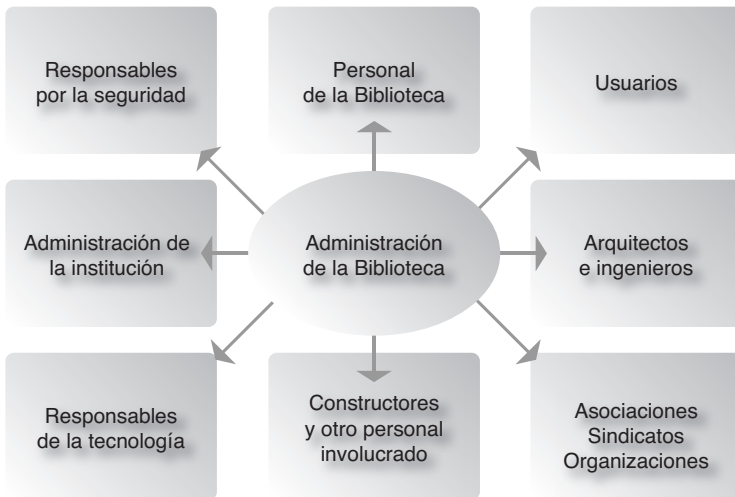 Responsables
por la seguridad
Personal
de la Biblioteca
Usuarios
Administración de
la institución
Administración
de la Biblioteca
Arquitectos
e ingenieros
Responsables
de la tecnología
Constructores
y otro personal
involucrado
Asociaciones
Sindicatos
Organizaciones